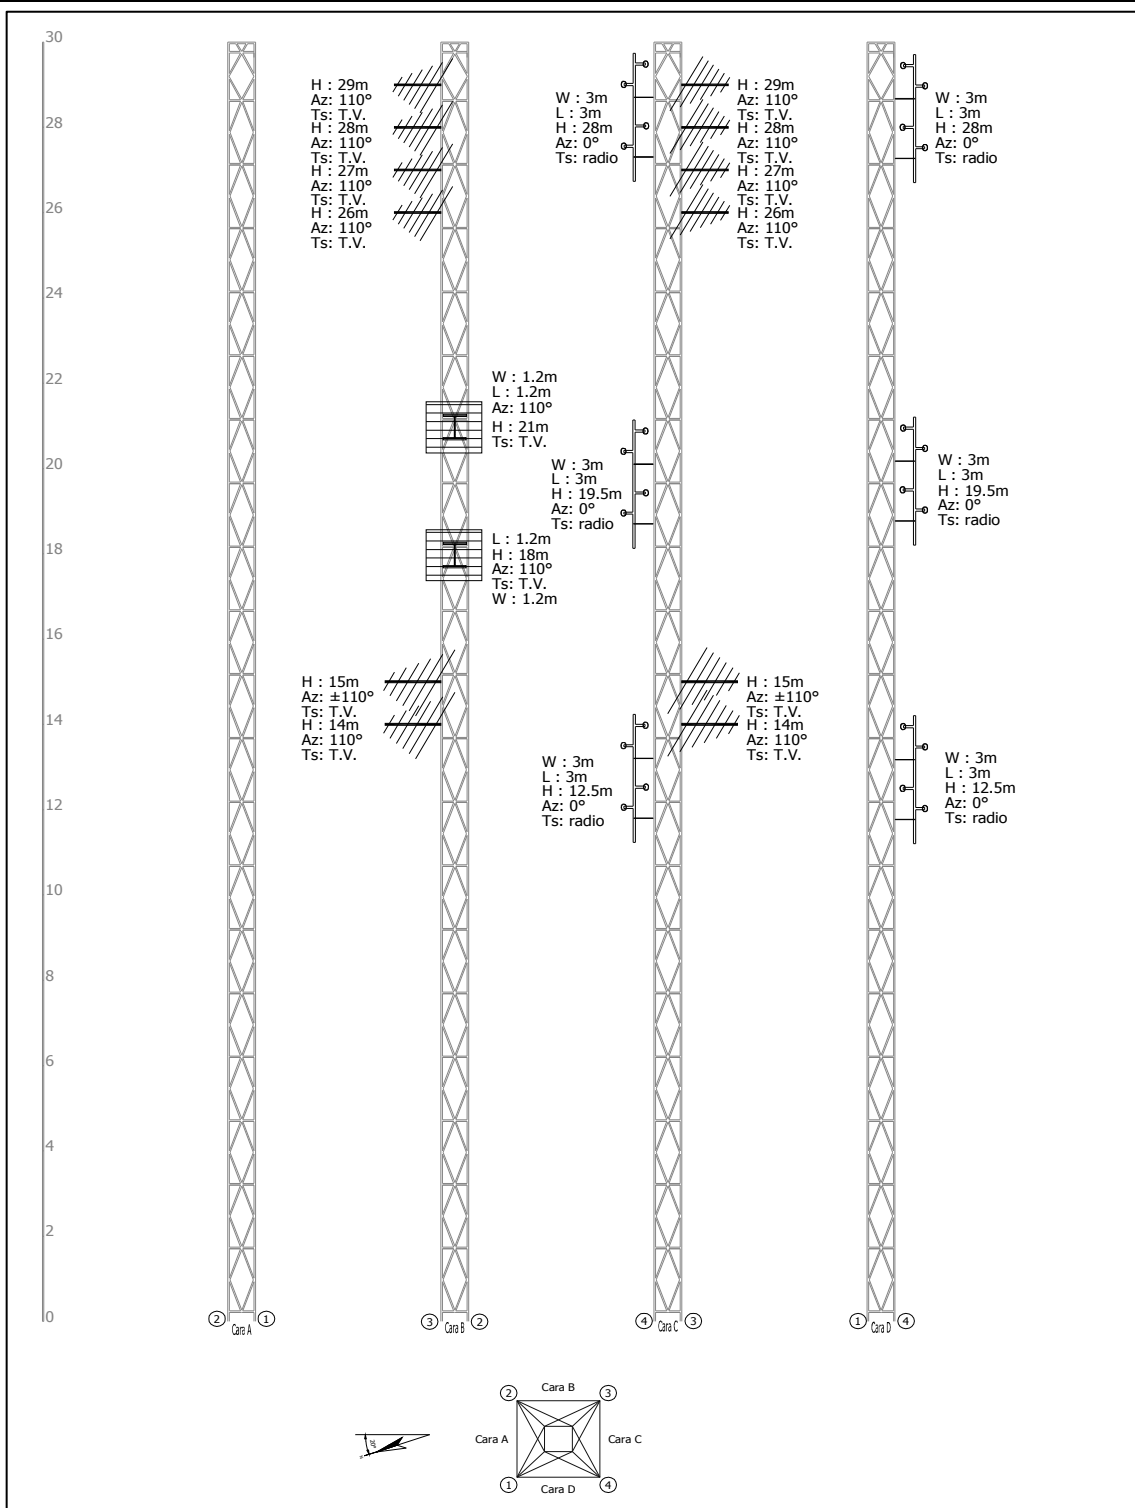 30
28
26
24
22
20
18
16
14
12
10
8
6
4
2
0
H : 29m
Az: 110°
Ts: T.V.
H : 28m
Az: 110°
Ts: T.V.
H : 27m
Az: 110°
Ts: T.V.
H : 26m
Az: 110°
Ts: T.V.
W : 3m
L : 3m
H : 28m
Az: 0°
Ts: radio
H : 29m
Az: 110°
Ts: T.V.
H : 28m
Az: 110°
Ts: T.V.
H : 27m
Az: 110°
Ts: T.V.
H : 26m
Az: 110°
Ts: T.V.
W : 3m
L : 3m
H : 28m
Az: 0°
Ts: radio
W : 1.2m
L : 1.2m
Az: 110°
H : 21m
Ts: T.V.
W : 3m
L : 3m
H : 19.5m
Az: 0°
Ts: radio
W : 3m
L : 3m
H : 19.5m
Az: 0°
Ts: radio
L : 1.2m
H : 18m
Az: 110°
Ts: T.V.
W : 1.2m
H : 15m
Az: ±110°
Ts: T.V.
H : 14m
Az: 110°
Ts: T.V.
W : 3m
L : 3m
H : 12.5m
Az: 0°
Ts: radio
H : 15m
Az: ±110°
Ts: T.V.
H : 14m
Az: 110°
Ts: T.V.
W : 3m
L : 3m
H : 12.5m
Az: 0°
Ts: radio
2 Cara A 1
3 Cara B 2
4 Cara C 3
1 Cara D 4
2 Cara B 3
Cara A Cara C
1 Cara D 4
20°
N